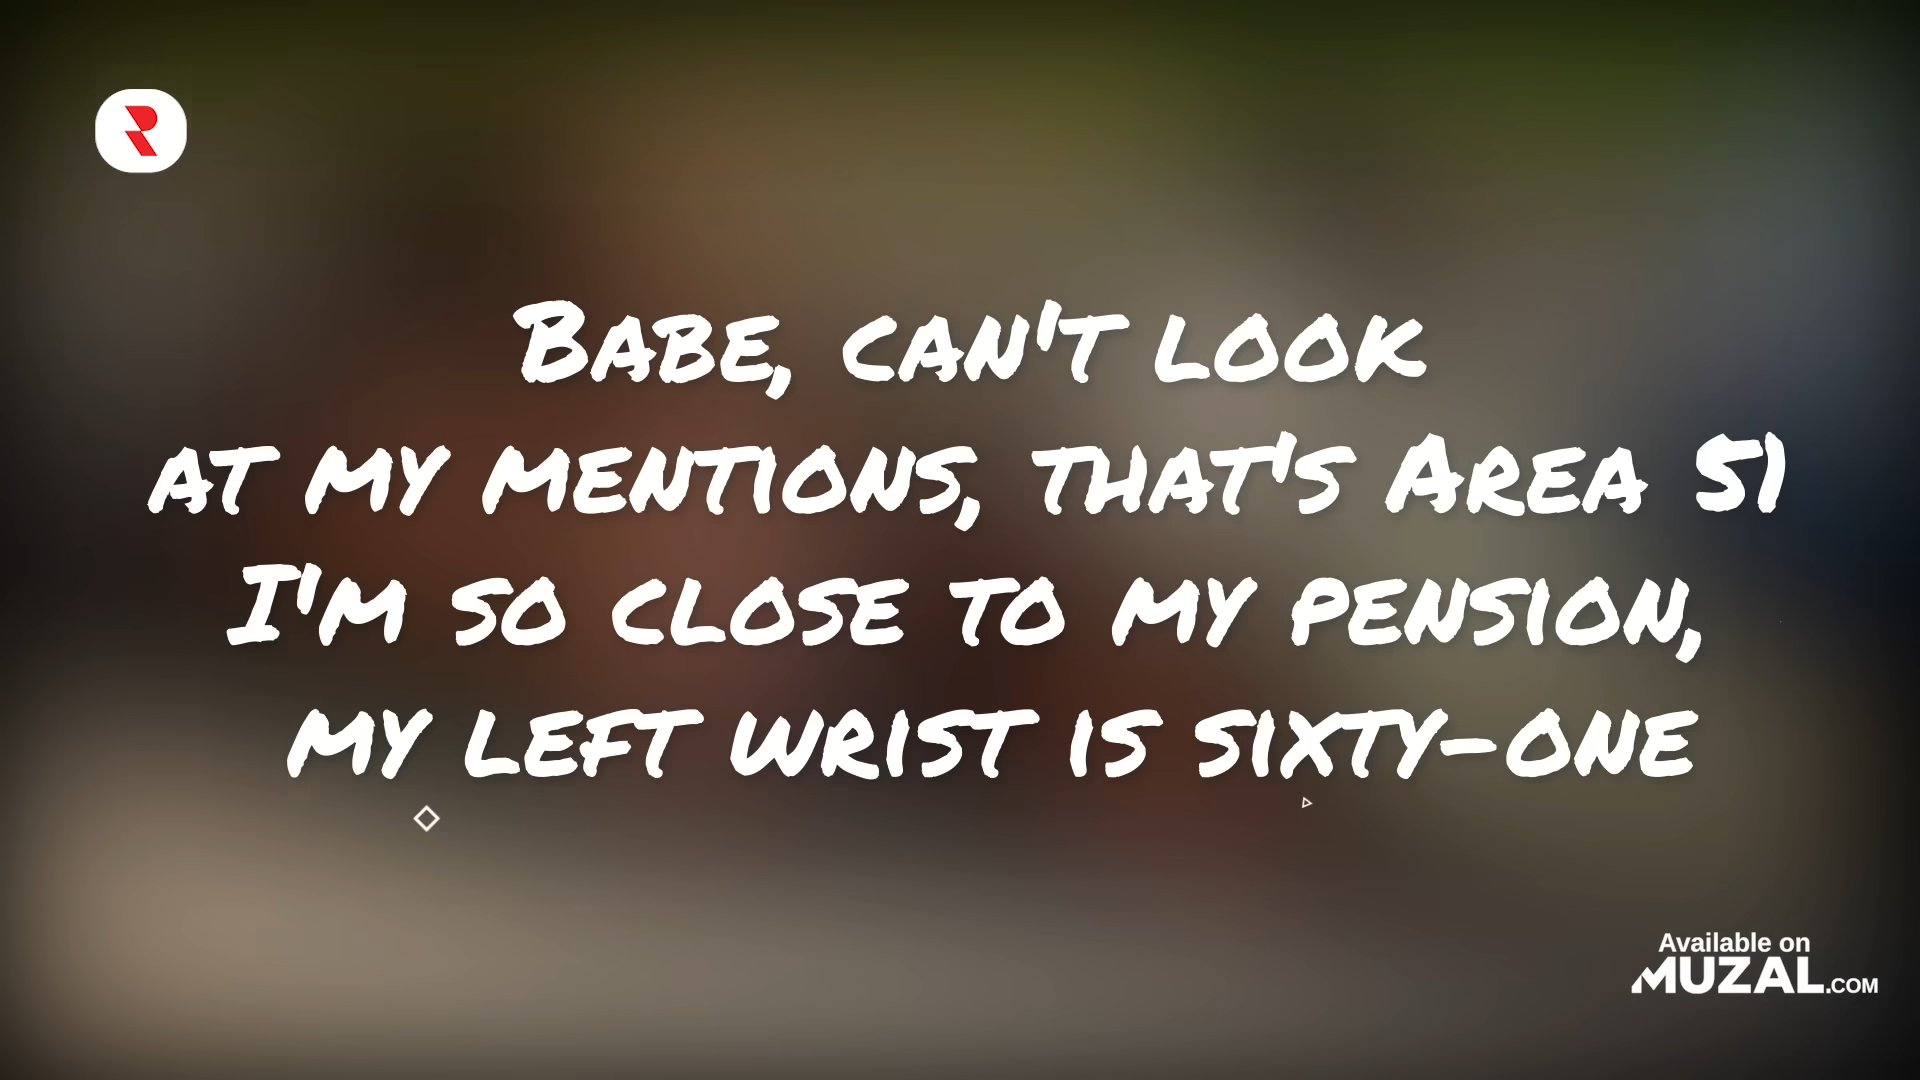 Babe, can't look
at my mentions, that's Area 51
I'm so close to my pension,
my left wrist is sixty-one
Available on
MUZAL.COM